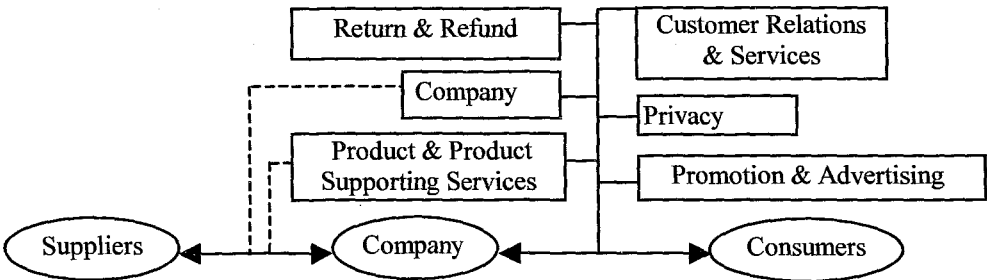 Return & Refund
Customer Relations
& Services
Company
Privacy
Product & Product
Supporting Services
Promotion & Advertising
Suppliers
Company
Consumers